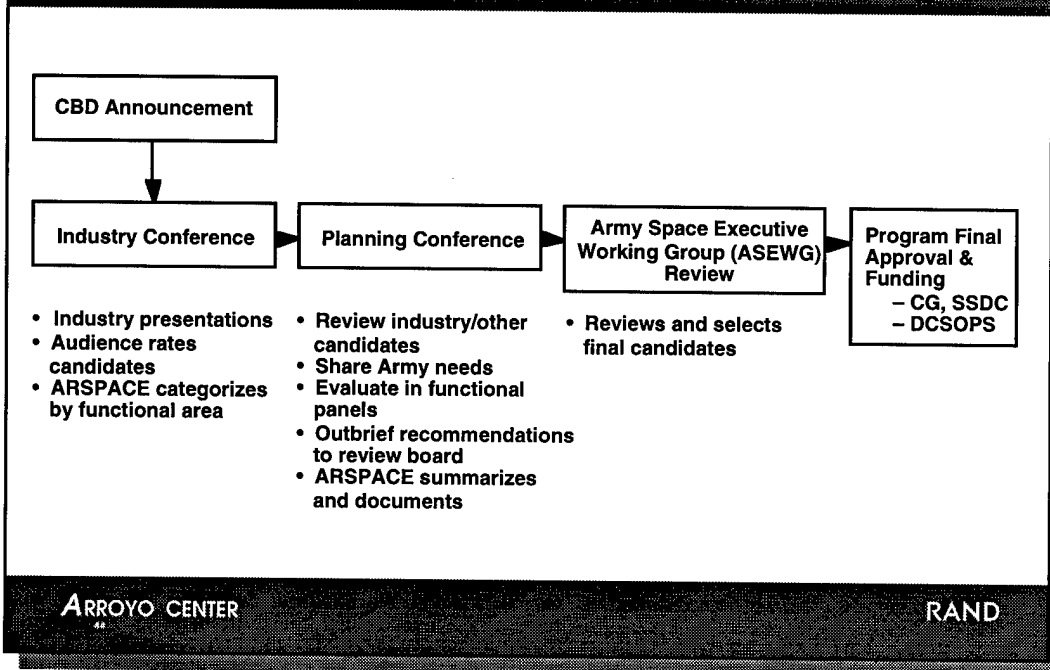 CBD Announcement
Industry Conference
Planning Conference
Army Space Executive
Working Group (ASEWG)
Review
Program Final
Approval &
Funding
– CG, SSDC
– DCSOPS
• Industry presentations
• Audience rates
candidates
• ARSPACE categorizes
by functional area
• Review industry/other
candidates
• Share Army needs
• Evaluate in functional
panels
• Outbrief recommendations
to review board
• ARSPACE summarizes
and documents
• Reviews and selects
final candidates
ARROYO CENTER
RAND